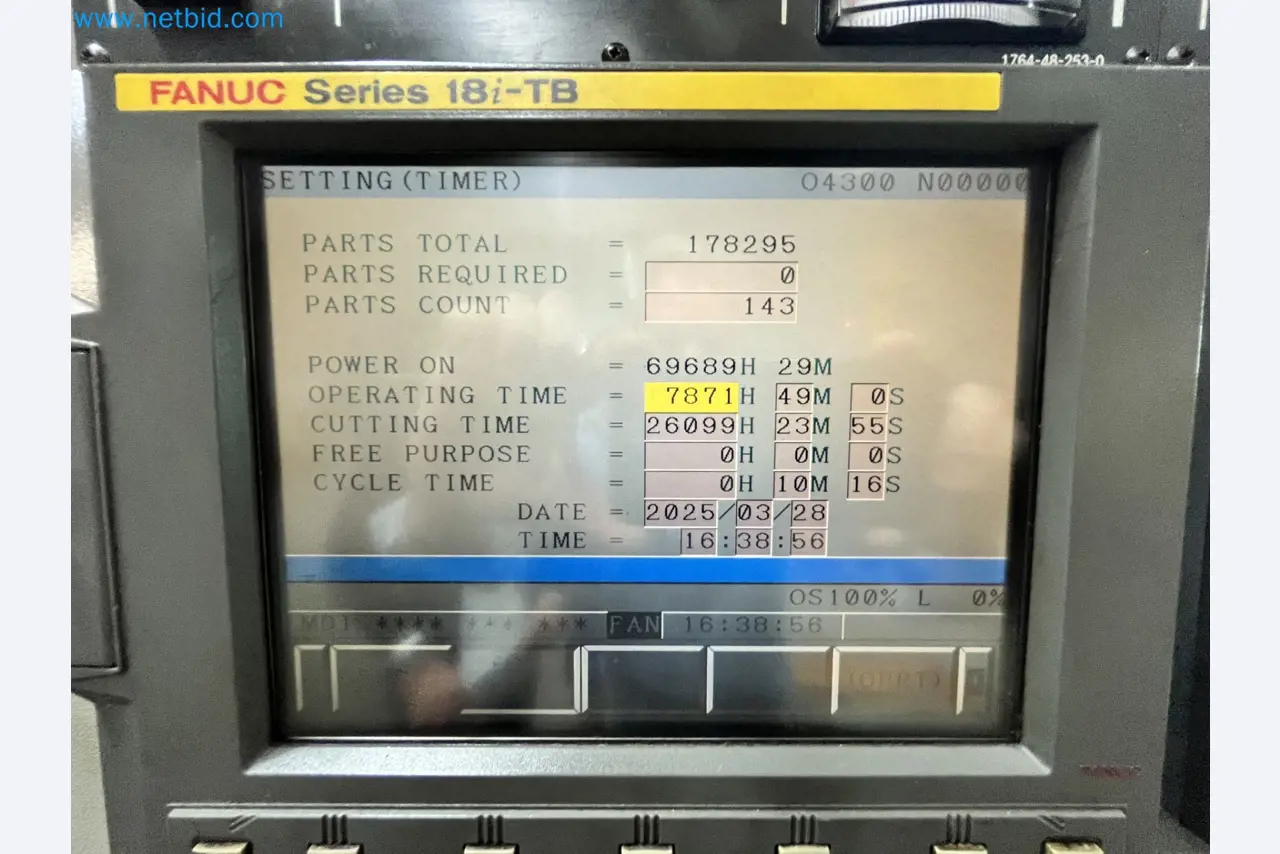 www.netbid.com
1764-48-253-0
FANUC Series 18i-TB
SETTING(TIMER) O4300 N00000
PARTS TOTAL = 178295
PARTS REQUIRED = 0
PARTS COUNT = 143
POWER ON = 69689H 29M
OPERATING TIME = 7871H 49M 0S
CUTTING TIME = 26099H 23M 55S
FREE PURPOSE = 0H 0M 0S
CYCLE TIME = 0H 10M 16S
DATE = 2025/03/28
TIME = 16:38:56
OS100% L 0%
MDI **** *** *** FAN 16:38:56
(OPRT)